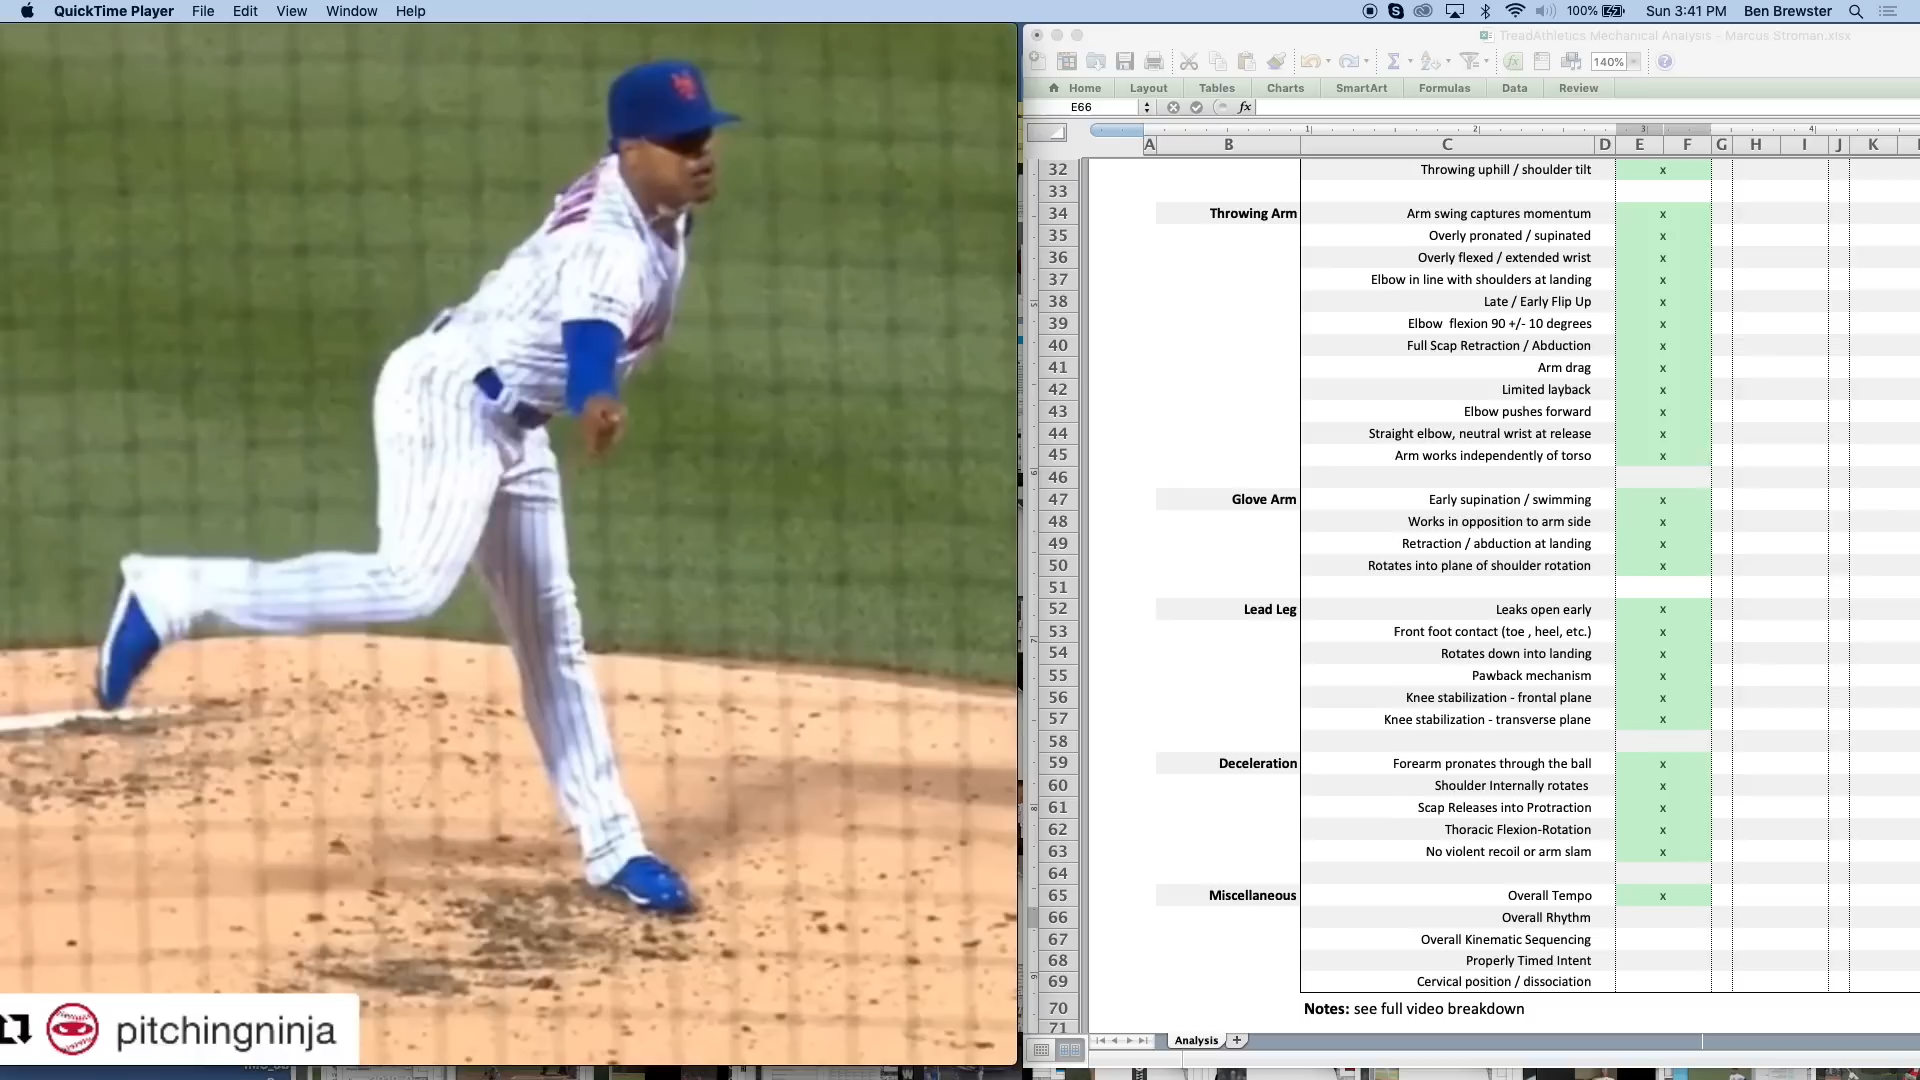 QuickTime Player File Edit View Window Help 100% Sun 3:41 PM Ben Brewster
TreadAthletics Mechanical Analysis - Marcus Stroman.xlsx
140%
Home Layout Tables Charts SmartArt Formulas Data Review
E66 fx
A B C D E F G H I J K
32 Throwing uphill / shoulder tilt x
33
34 Throwing Arm Arm swing captures momentum x
35 Overly pronated / supinated x
36 Overly flexed / extended wrist x
37 Elbow in line with shoulders at landing x
38 Late / Early Flip Up x
39 Elbow flexion 90 +/- 10 degrees x
40 Full Scap Retraction / Abduction x
41 Arm drag x
42 Limited layback x
43 Elbow pushes forward x
44 Straight elbow, neutral wrist at release x
45 Arm works independently of torso x
46
47 Glove Arm Early supination / swimming x
48 Works in opposition to arm side x
49 Retraction / abduction at landing x
50 Rotates into plane of shoulder rotation x
51
52 Lead Leg Leaks open early x
53 Front foot contact (toe , heel, etc.) x
54 Rotates down into landing x
55 Pawback mechanism x
56 Knee stabilization - frontal plane x
57 Knee stabilization - transverse plane x
58
59 Deceleration Forearm pronates through the ball x
60 Shoulder Internally rotates x
61 Scap Releases into Protraction x
62 Thoracic Flexion-Rotation x
63 No violent recoil or arm slam x
64
65 Miscellaneous Overall Tempo x
66 Overall Rhythm
67 Overall Kinematic Sequencing
68 Properly Timed Intent
69 Cervical position / dissociation
70 Notes: see full video breakdown
71
Analysis
pitchingninja